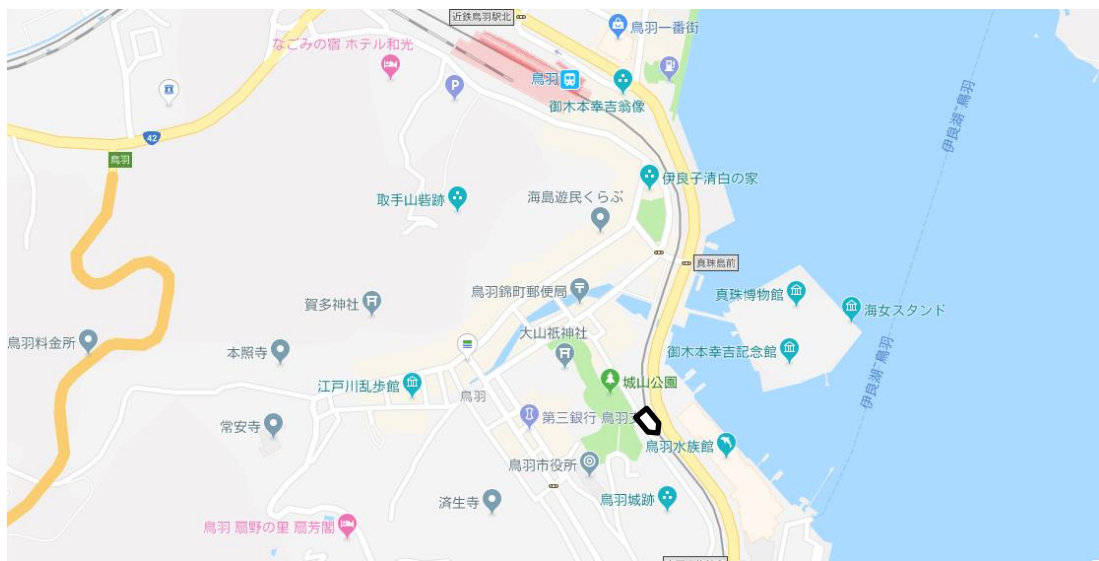 近鉄鳥羽駅北
鳥羽一番街
なごみの宿 ホテル和光
P
鳥羽
御木本幸吉翁像
42
鳥羽
伊良湖-鳥羽
伊良子清白の家
取手山砦跡
海島遊民くらぶ
真珠島前
賀多神社
鳥羽錦町郵便局
真珠博物館
海女スタンド
大山祇神社
鳥羽料金所
本照寺
御木本幸吉記念館
江戸川乱歩館
城山公園
伊良湖-鳥羽
鳥羽
常安寺
第三銀行 鳥羽支
鳥羽水族館
鳥羽市役所
済生寺
鳥羽城跡
鳥羽 扇野の里 扇芳閣